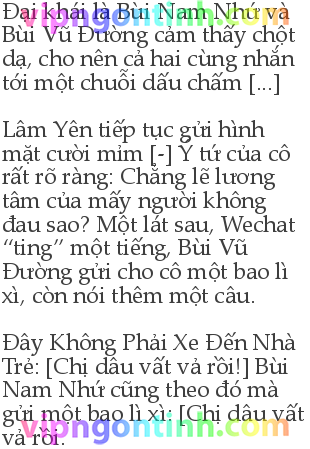 Đại khái là Bùi Nam Nhứ và
Bùi Vũ Đường cảm thấy chột
dạ, cho nên cả hai cùng nhắn
tới một chuỗi dấu chấm [...]
Lâm Yên tiếp tục gửi hình
mặt cười mỉm [-] Ý tứ của cô
rất rõ ràng: Chẳng lẽ lương
tâm của mấy người không
đau sao? Một lát sau, Wechat
“ting” một tiếng, Bùi Vũ
Đường gửi cho cô một bao lì
xì, còn nói thêm một câu.
Đây Không Phải Xe Đến Nhà
Trẻ: [Chị dâu vất vả rồi!] Bùi
Nam Nhứ cũng theo đó mà
gửi một bao lì xì: [Chị dâu vất
vả rồi.
vipngontinh.com
vipngontinh.com